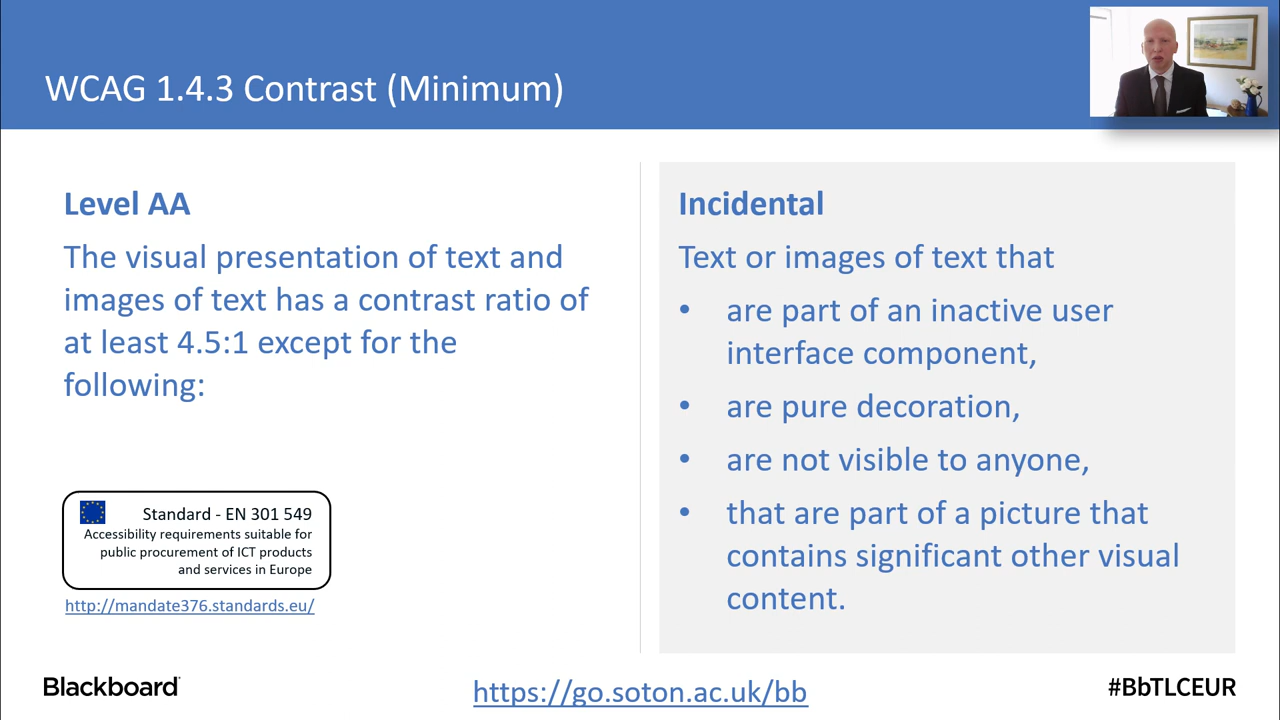 WCAG 1.4.3 Contrast (Minimum)
Level AA
The visual presentation of text and
images of text has a contrast ratio of
at least 4.5:1 except for the
following:
Standard - EN 301 549
Accessibility requirements suitable for
public procurement of ICT products
and services in Europe
http://mandate376.standards.eu/
Incidental
Text or images of text that
• are part of an inactive user
interface component,
• are pure decoration,
• are not visible to anyone,
• that are part of a picture that
contains significant other visual
content.
Blackboard
https://go.soton.ac.uk/bb
#BbTLCEUR